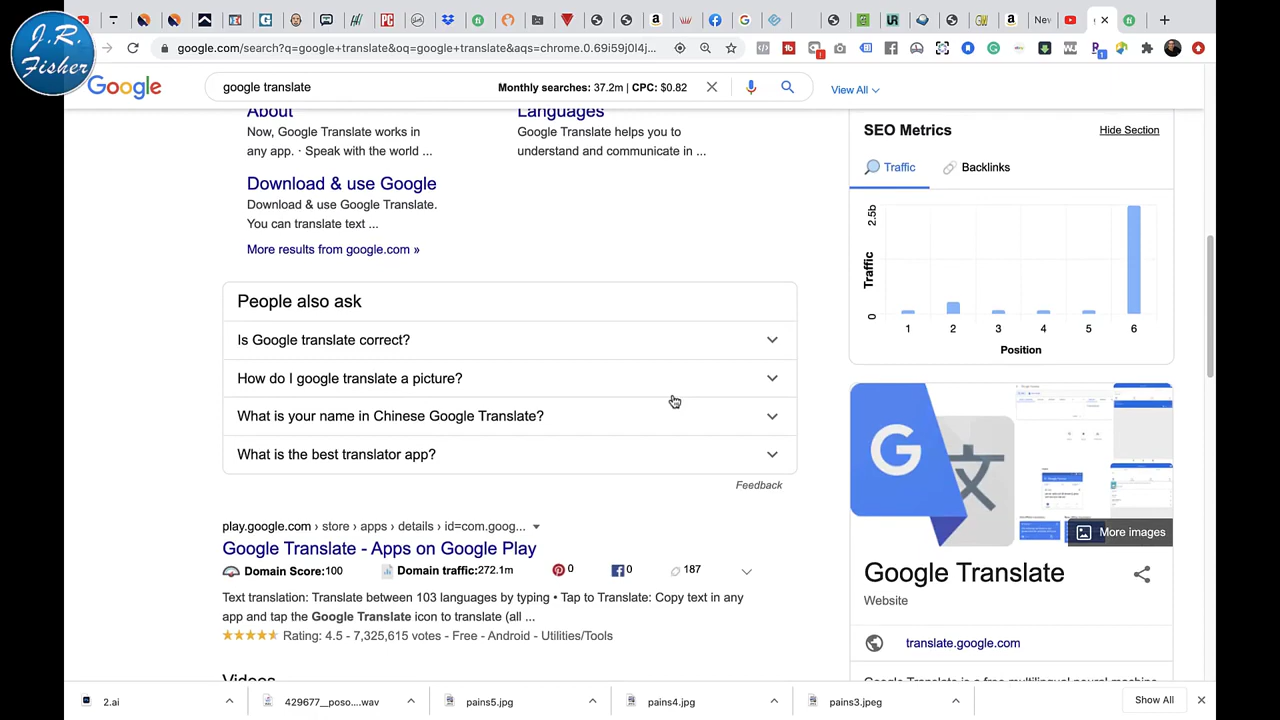 J.R.
Fisher
google.com/search?q=google+translate&oq=google+translate&aqs=chrome.0.69i59j0l4j...
Google
google translate
Monthly searches: 37.2m | CPC: $0.82
View All
About
Now, Google Translate works in
any app. · Speak with the world ...
Languages
Google Translate helps you to
understand and communicate in ...
Download & use Google
Download & use Google Translate.
You can translate text ...
More results from google.com »
People also ask
Is Google translate correct?
How do I google translate a picture?
What is your name in Chinese Google Translate?
What is the best translator app?
Feedback
play.google.com › store › apps › details › id=com.goog...
Google Translate - Apps on Google Play
Domain Score:100
Domain traffic:272.1m
0
0
187
Text translation: Translate between 103 languages by typing • Tap to Translate: Copy text in any
app and tap the Google Translate icon to translate (all ...
Rating: 4.5 - 7,325,615 votes - Free - Android - Utilities/Tools
Videos
SEO Metrics
Hide Section
Traffic
Backlinks
2.5b
Traffic
0
1 2 3 4 5 6
Position
G
文
More images
Google Translate
Website
translate.google.com
2.ai
429677__poso....wav
pains5.jpg
pains4.jpg
pains3.jpeg
Show All